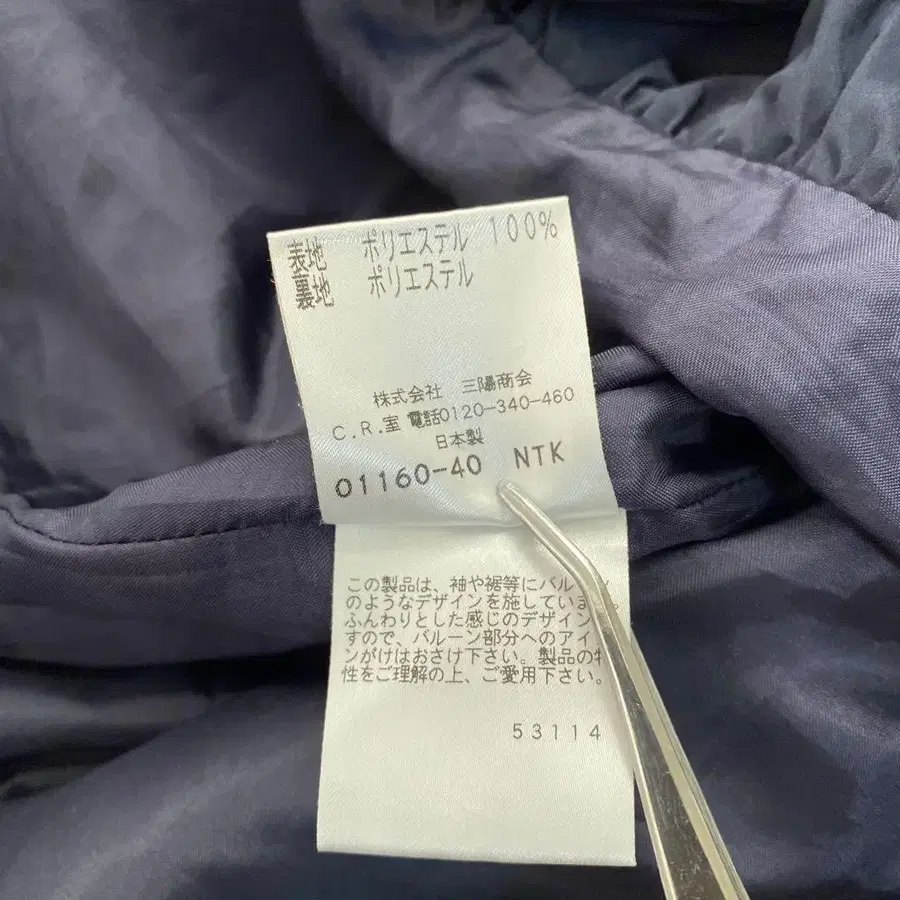 表地 ポリエステル 100%
裏地 ポリエステル
株式会社 三陽商会
C.R.室 電話0120-340-460
日本製
01160-40 NTK
この製品は、袖や裾等にバル
のようなデザインを施していま
ふんわりとした感じのデザイン
すので、バルーン部分へのアイ
ンがけはおさけ下さい。製品の特
性をご理解の上、ご愛用下さい。
53114